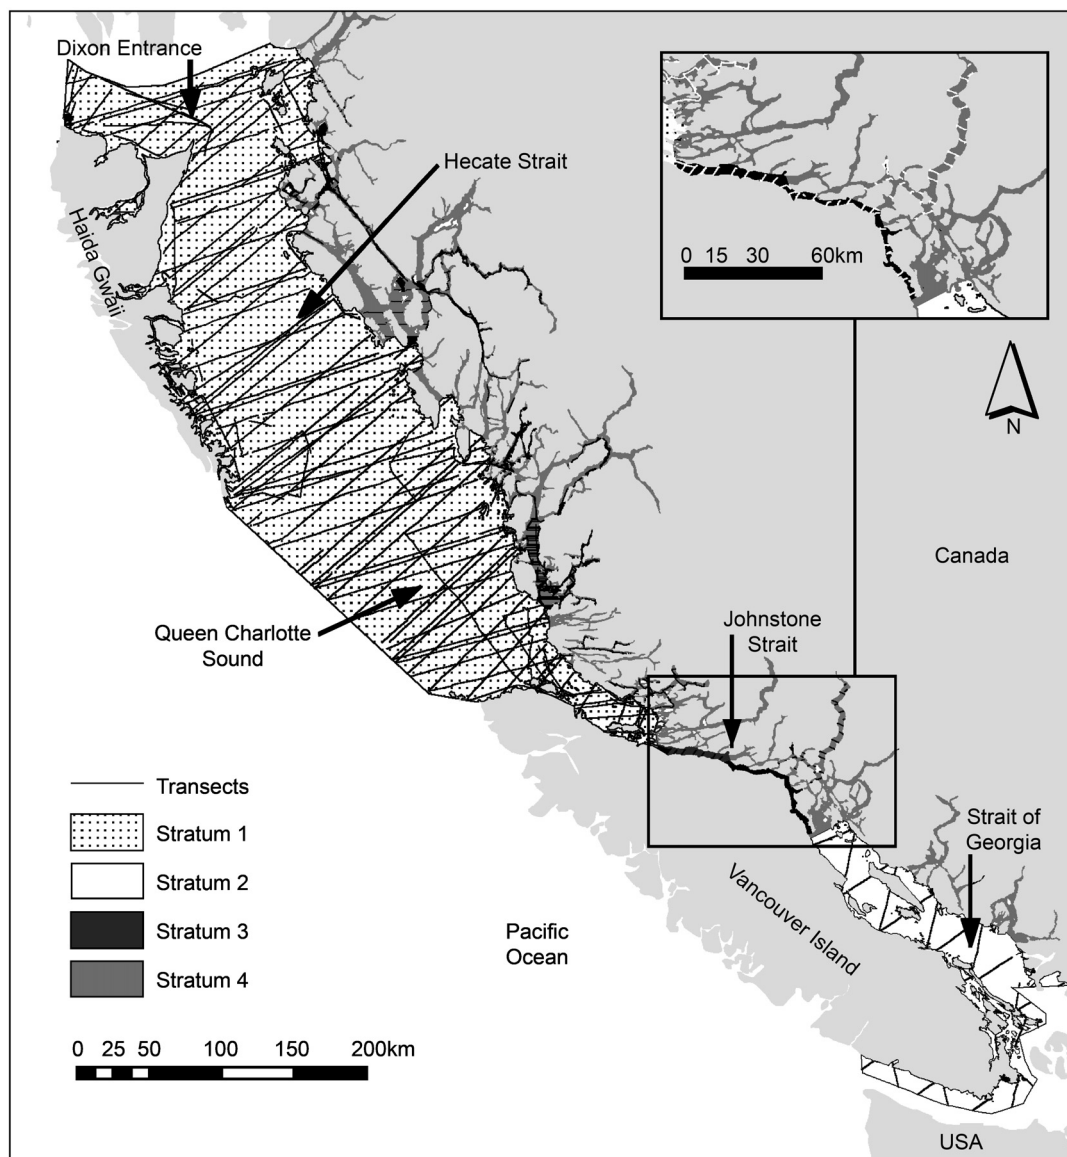 Dixon Entrance
Hecate Strait
Haida Gwaii
0 15 30 60km
N
Canada
Queen Charlotte
Sound
Johnstone
Strait
Transects
Stratum 1
Stratum 2
Stratum 3
Stratum 4
Strait of
Georgia
Vancouver Island
Pacific
Ocean
0 25 50 100 150 200km
USA